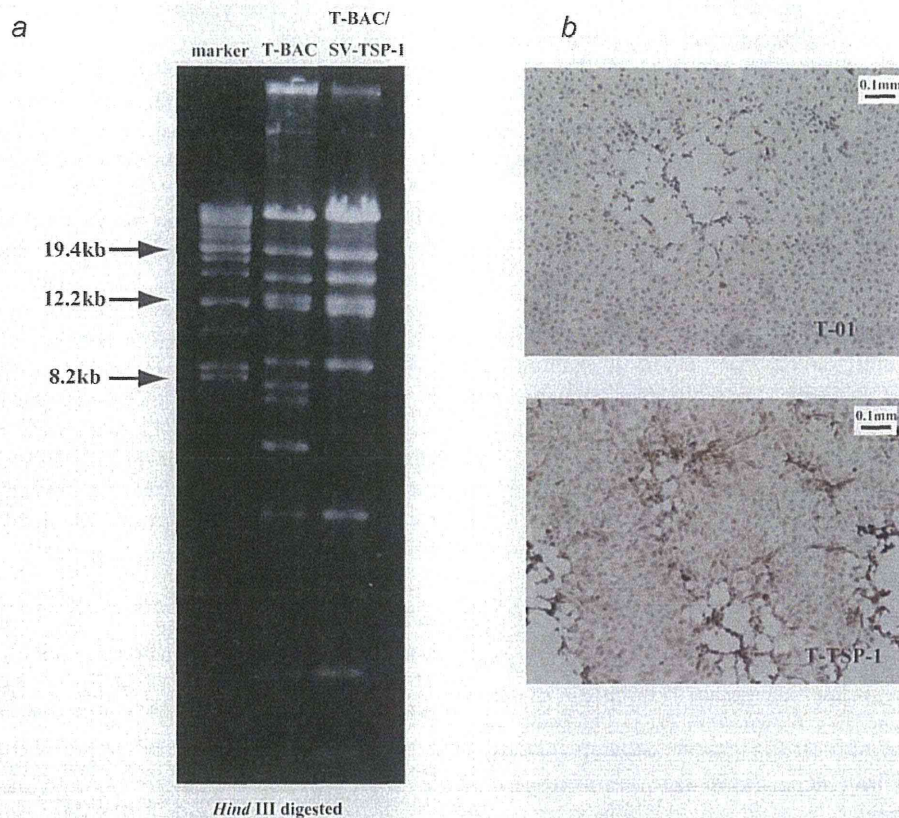 a
marker
T-BAC
T-BAC/
SV-TSP-1
19.4kb
12.2kb
8.2kb
Hind III digested
b
0.1mm
T-01
0.1mm
T-TSP-1